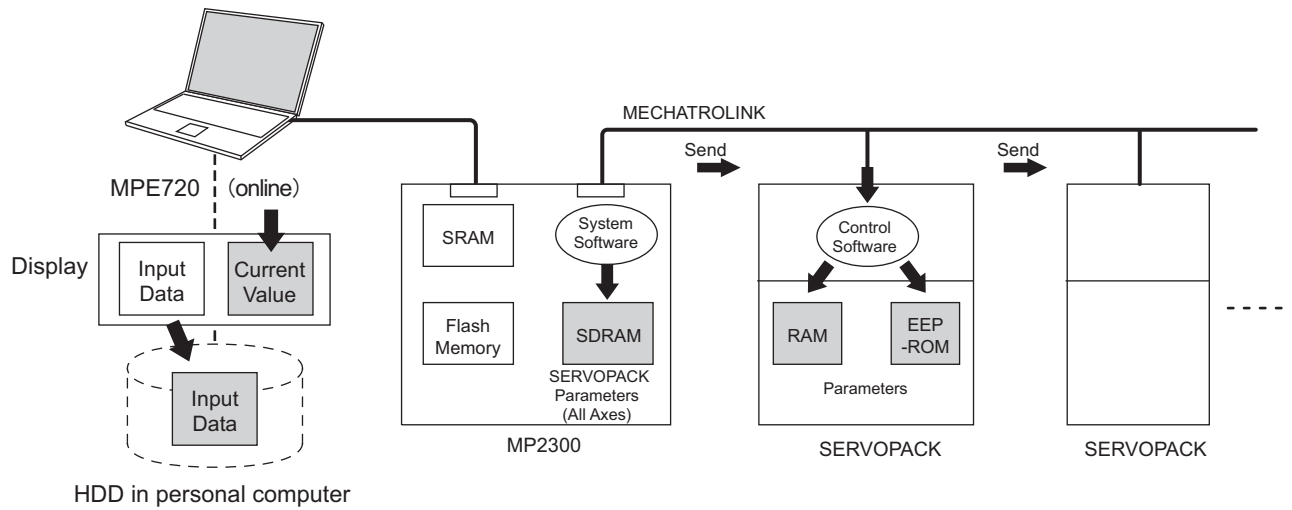 MECHATROLINK
Send
Send
MPE720 (online)
Display
Input
Data
Current
Value
SRAM
System
Software
Flash
Memory
SDRAM
SERVOPACK
Parameters
(All Axes)
MP2300
Control
Software
RAM
EEP
-ROM
Parameters
SERVOPACK
SERVOPACK
Input
Data
HDD in personal computer